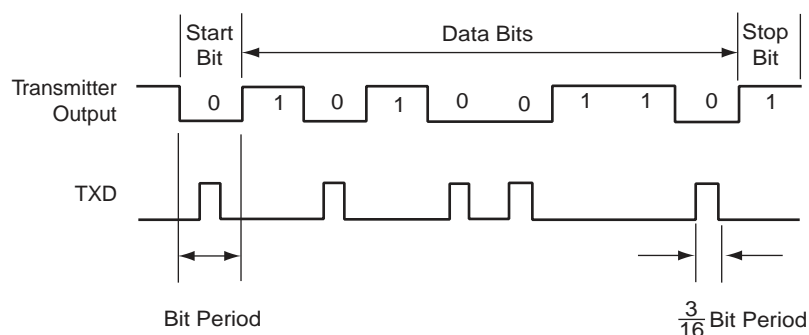 Start
Bit
Data Bits
Stop
Bit
Transmitter
Output
0 1 0 1 0 0 1 1 0 1
TXD
Bit Period
3
16 Bit Period